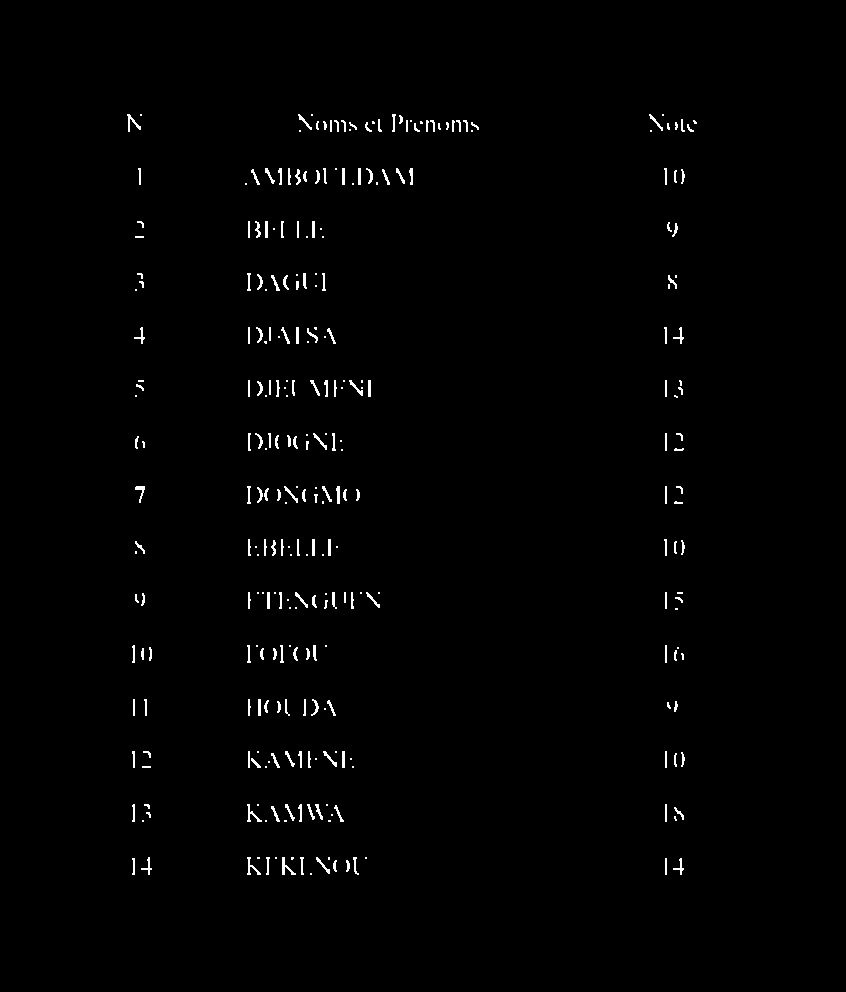 N Noms et Prenoms Note
1 AMBOULDAM 10
2 BELLE 9
3 DAGUI 8
4 DJAISA 14
5 DJEUMENI 13
6 DJOGNE 12
7 DONGMO 12
8 EBELLE 10
9 ETENGUEN 15
10 FOFOU 16
11 HOUDA 9
12 KAMENE 10
13 KAMWA 18
14 14